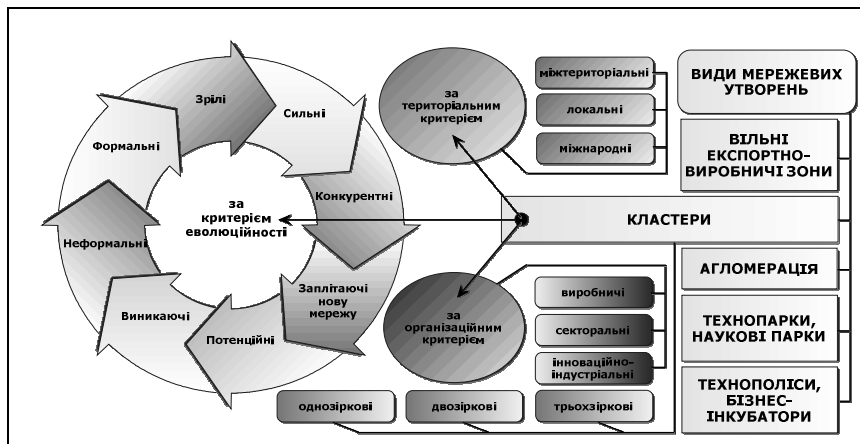 Зрілі
Сильні
Конкурентні
Заплітаючі
нову
мережу
Потенційні
Виникаючі
Неформальні
Формальні
за
критерієм
еволюційності
за
територіальним
критерієм
міжтериторіальні
локальні
міжнародні
за
організаційним
критерієм
виробничі
секторальні
інноваційно-
індустріальні
однозіркові
двозіркові
трьохзіркові
ВИДИ МЕРЕЖЕВИХ
УТВОРЕНЬ
ВІЛЬНІ
ЕКСПОРТНО-
ВИРОБНИЧІ ЗОНИ
КЛАСТЕРИ
АГЛОМЕРАЦІЯ
ТЕХНОПАРКИ,
НАУКОВІ ПАРКИ
ТЕХНОПОЛІСИ,
БІЗНЕС-
ІНКУБАТОРИ